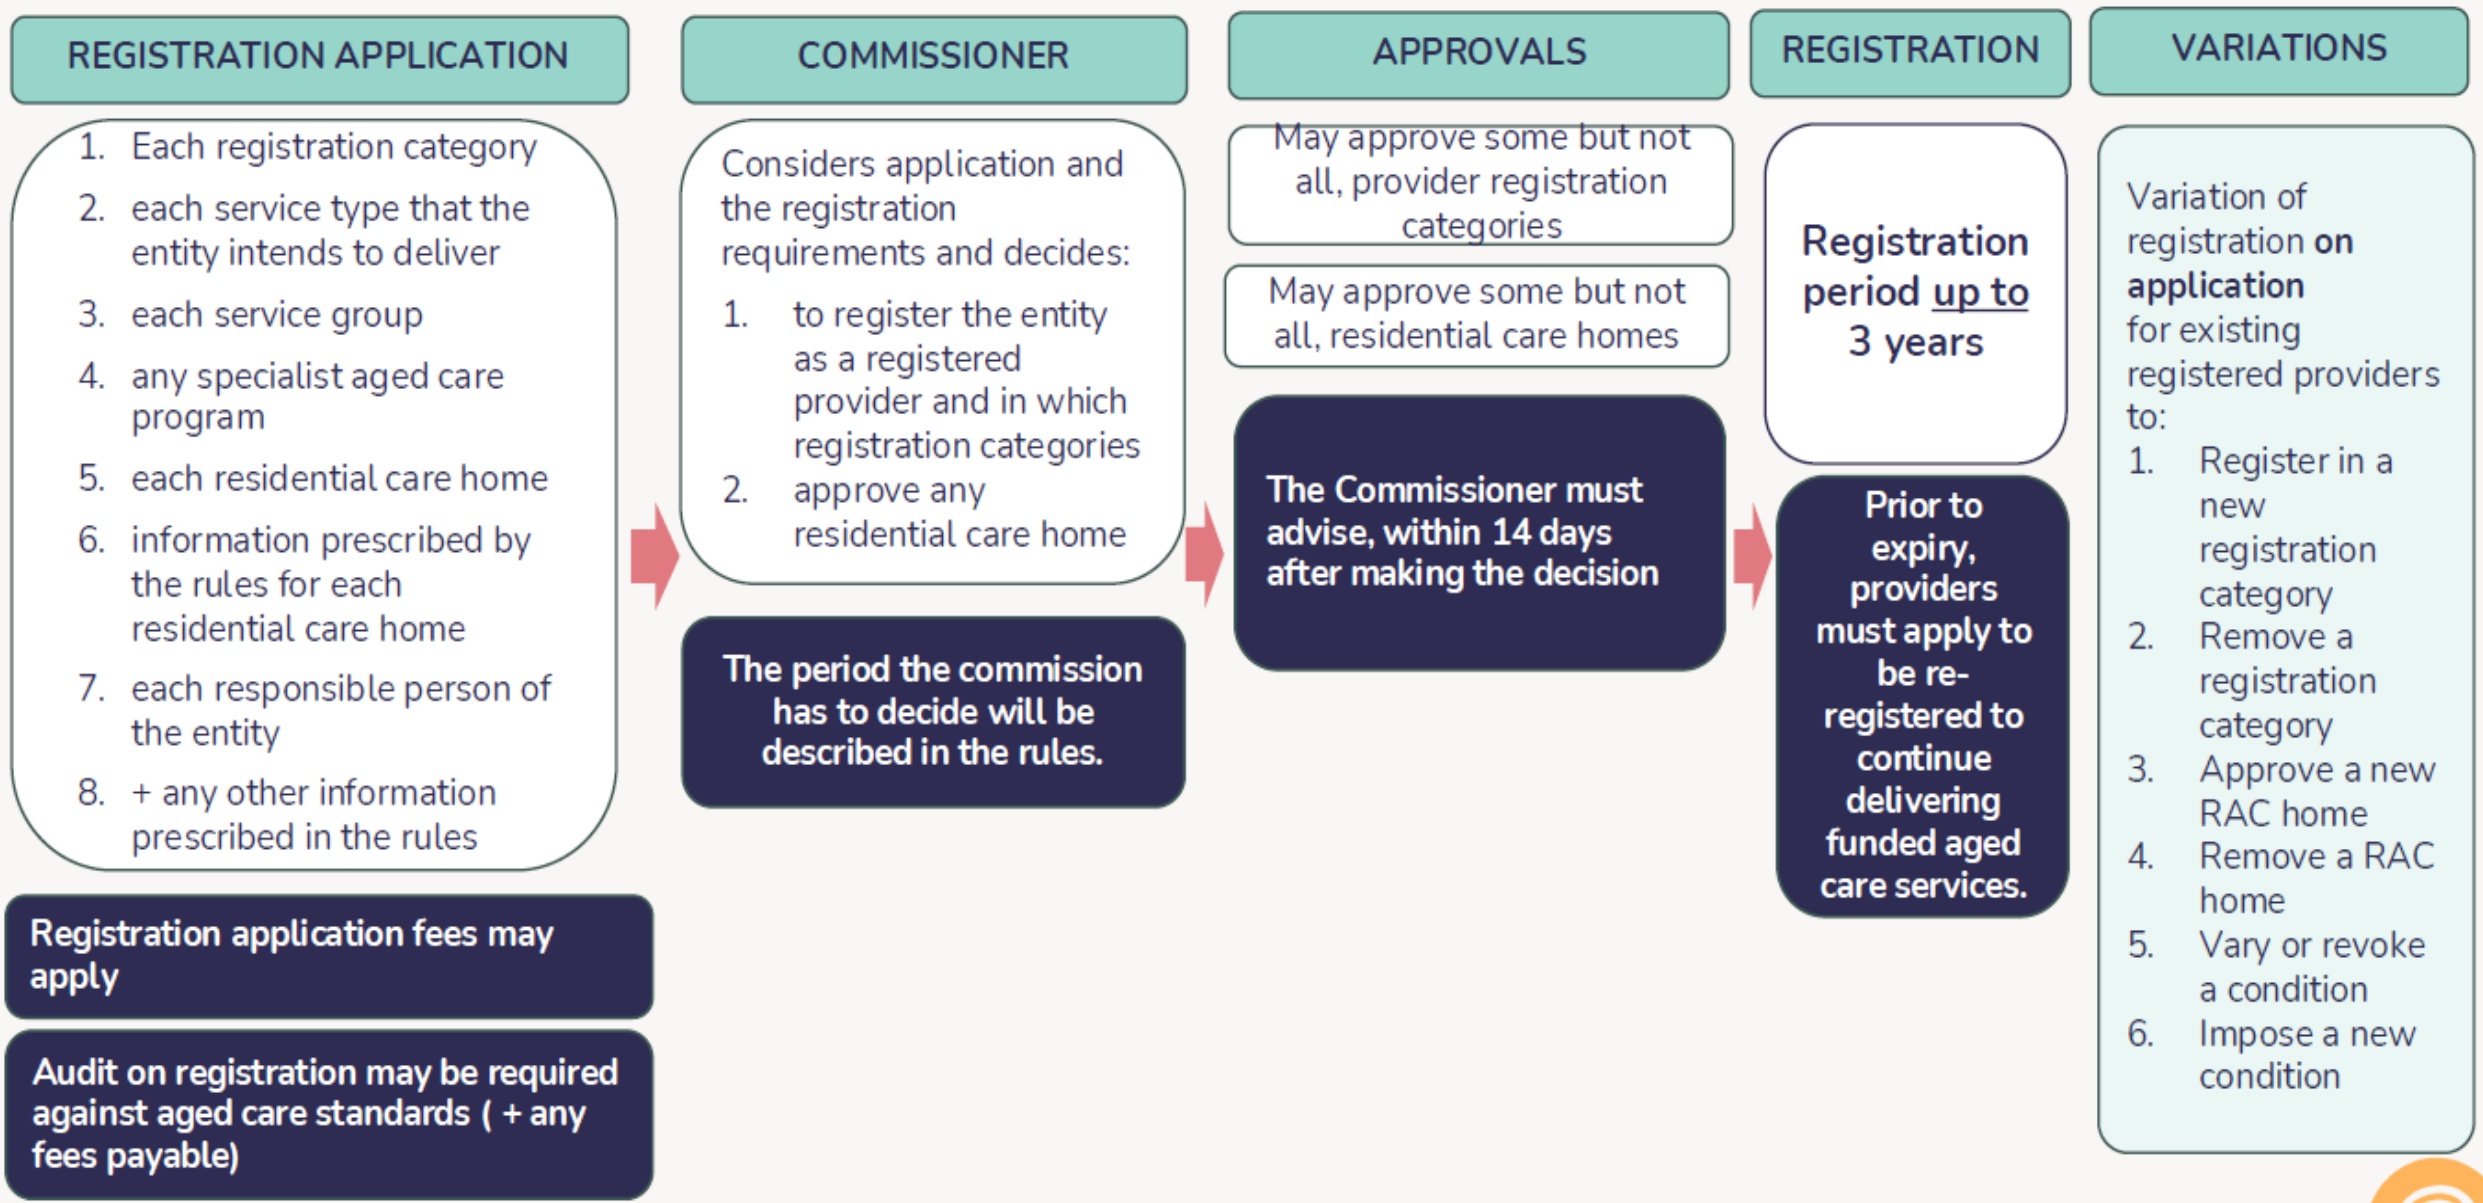 REGISTRATION APPLICATION
1. Each registration category
2. each service type that the
entity intends to deliver
3. each service group
4. any specialist aged care
program
5. each residential care home
6. information prescribed by
the rules for each
residential care home
7. each responsible person of
the entity
8. + any other information
prescribed in the rules
Registration application fees may
apply
Audit on registration may be required
against aged care standards ( + any
fees payable)
COMMISSIONER
Considers application and
the registration
requirements and decides:
1. to register the entity
as a registered
provider and in which
registration categories
2. approve any
residential care home
The period the commission
has to decide will be
described in the rules.
APPROVALS
May approve some but not
all, provider registration
categories
May approve some but not
all, residential care homes
The Commissioner must
advise, within 14 days
after making the decision
REGISTRATION
Registration
period up to
3 years
Prior to
expiry,
providers
must apply to
be re-
registered to
continue
delivering
funded aged
care services.
VARIATIONS
Variation of
registration on
application
for existing
registered providers
to:
1. Register in a
new
registration
category
2. Remove a
registration
category
3. Approve a new
RAC home
4. Remove a RAC
home
5. Vary or revoke
a condition
6. Impose a new
condition